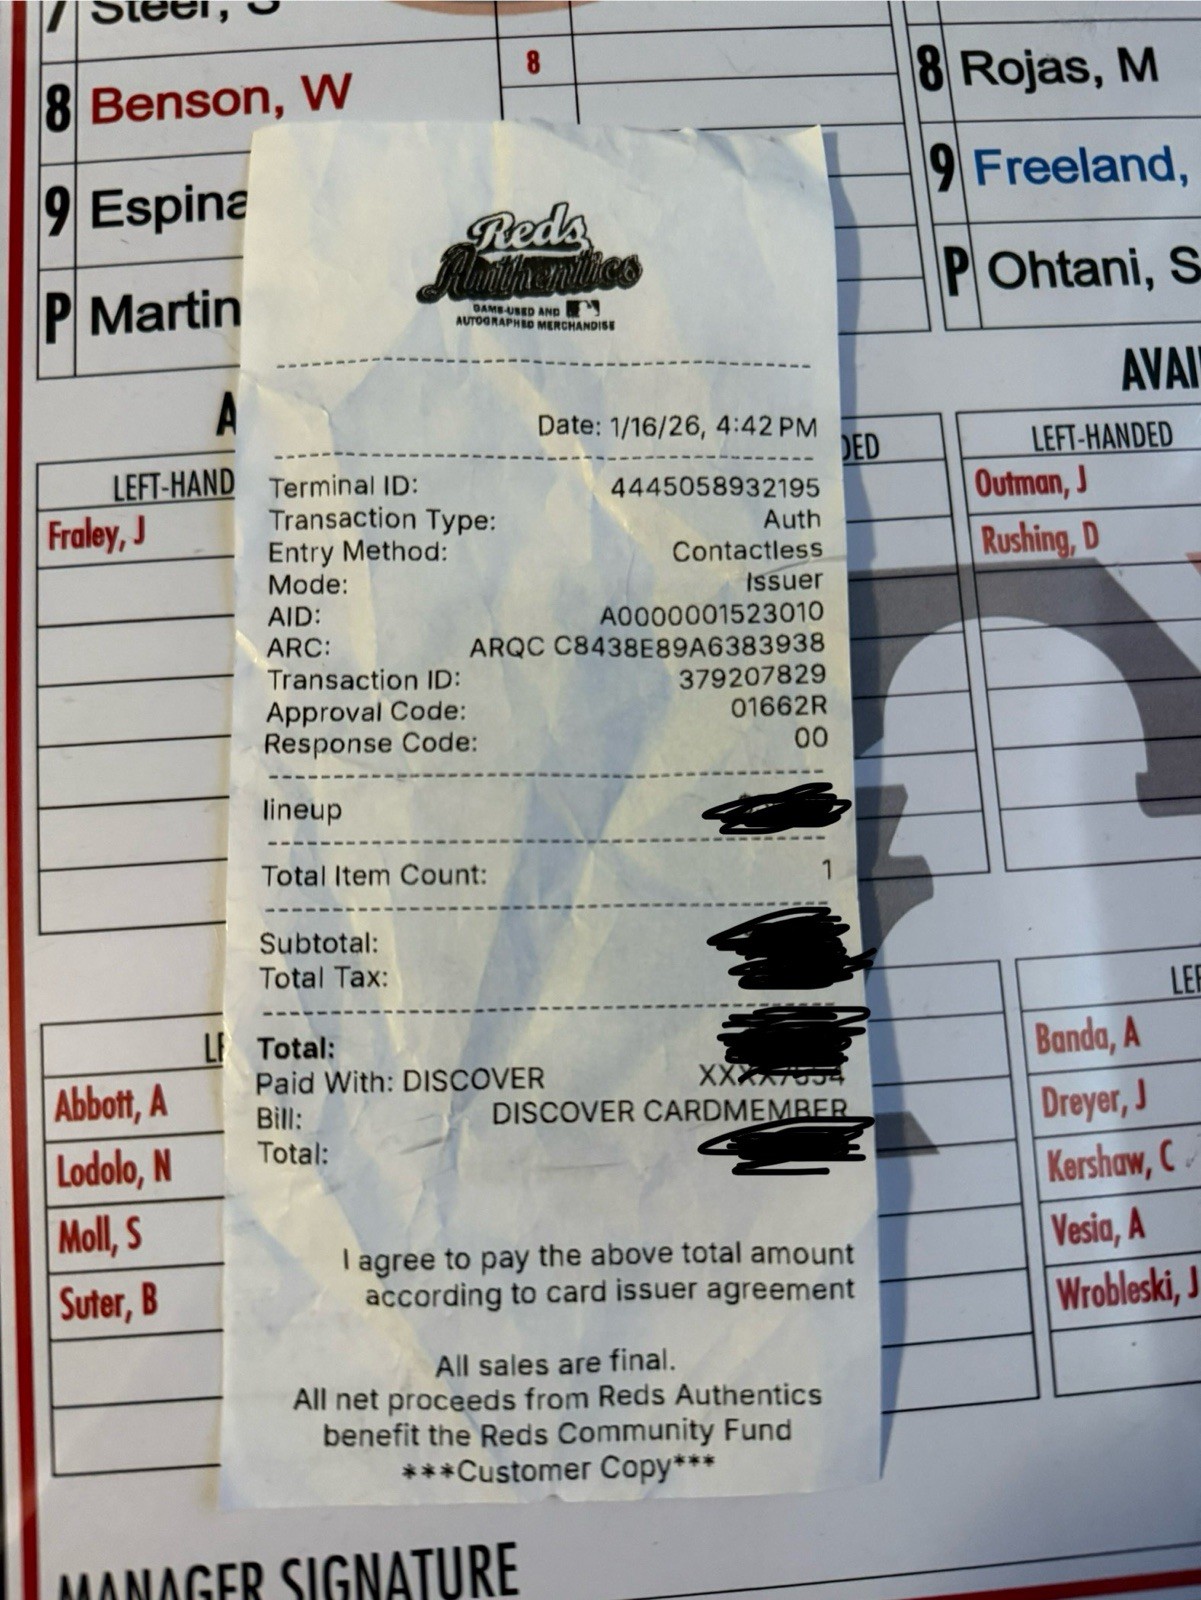 7 Steer, S
8 Benson, W
8
9 Espina
P Martin
8 Rojas, M
9 Freeland,
P Ohtani, S
A
LEFT-HAND
Fraley, J
DED
AVAI
LEFT-HANDED
Outman, J
Rushing, D
Reds
Authentics
GAME-USED AND
AUTOGRAPHED MERCHANDISE
Date: 1/16/26, 4:42 PM
Terminal ID: 4445058932195
Transaction Type: Auth
Entry Method: Contactless
Mode: Issuer
AID: A0000001523010
ARC: ARQC C8438E89A6383938
Transaction ID: 379207829
Approval Code: 01662R
Response Code: 00
lineup
Total Item Count: 1
Subtotal:
Total Tax:
Total:
Paid With: DISCOVER
Bill: DISCOVER CARDMEMBER
Total:
I agree to pay the above total amount
according to card issuer agreement
All sales are final.
All net proceeds from Reds Authentics
benefit the Reds Community Fund
***Customer Copy***
LE
Abbott, A
Lodolo, N
Moll, S
Suter, B
LEF
Banda, A
Dreyer, J
Kershaw, C
Vesia, A
Wrobleski, J
MANAGER SIGNATURE